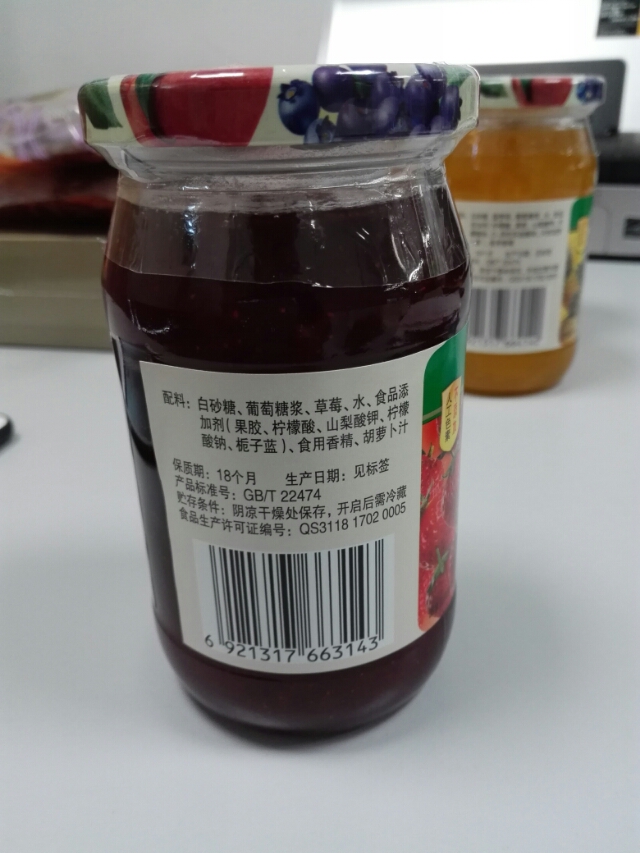 配料：白砂糖、葡萄糖浆、草莓、水、食品添
加剂（果胶、柠檬酸、山梨酸钾、柠檬
酸钠、栀子蓝）、食用香精、胡萝卜汁
保质期：18个月 生产日期：见标签
产品标准号：GB/T 22474
贮存条件：阴凉干燥处保存，开启后需冷藏
食品生产许可证编号：QS3118 1702 0005
6 921317 663143
人工色素